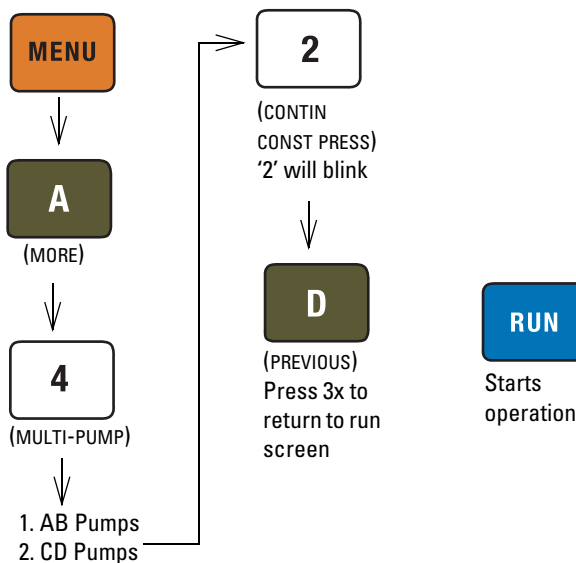 MENU
A
(MORE)
4
(MULTI-PUMP)
1. AB Pumps
2. CD Pumps
2
(CONTIN
CONST PRESS)
‘2’ will blink
D
(PREVIOUS)
Press 3x to
return to run
screen
RUN
Starts
operation